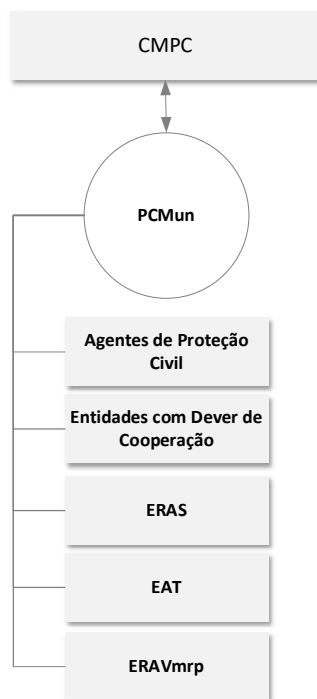 CMPC
PCMun
Agentes de Proteção
Civil
Entidades com Dever de
Cooperação
ERAS
EAT
ERAVmrp